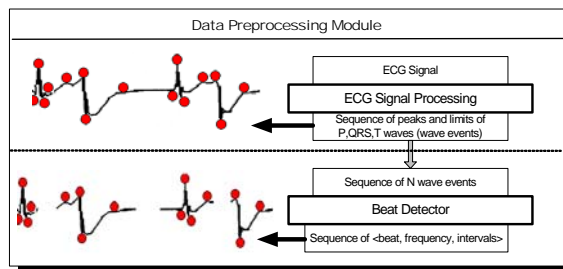 Data Preprocessing Module
ECG Signal
ECG Signal Processing
Sequence of peaks and limits of
P,QRS,T waves (wave events)
Sequence of N wave events
Beat Detector
Sequence of <beat, frequency, intervals>